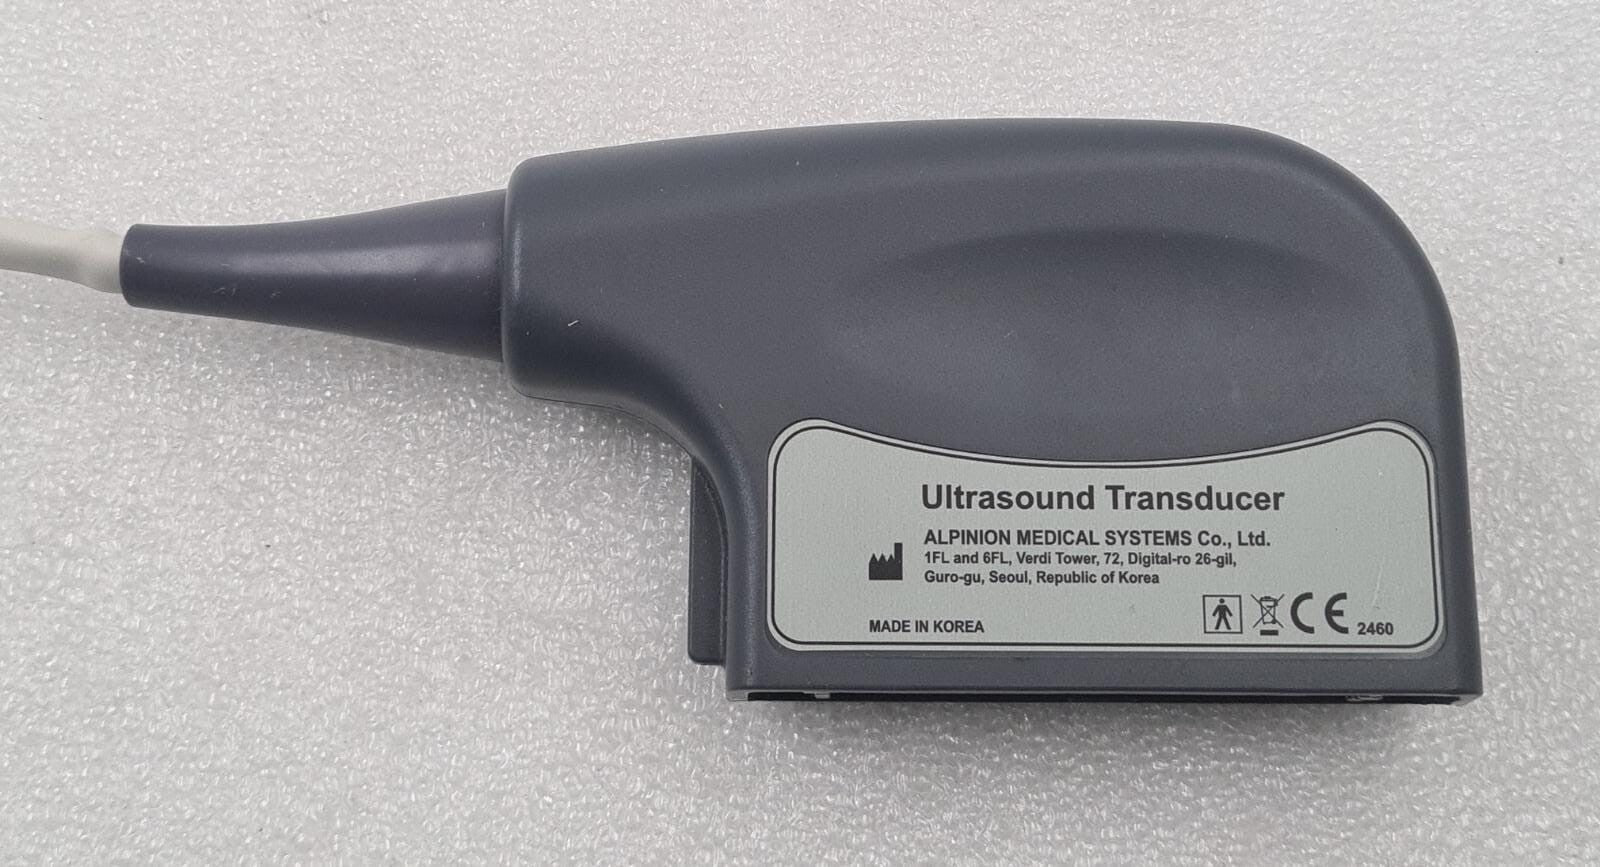 Ultrasound Transducer
ALPINION MEDICAL SYSTEMS Co., Ltd.
1FL and 6FL, Verdi Tower, 72, Digital-ro 26-gil,
Guro-gu, Seoul, Republic of Korea
MADE IN KOREA
CE 2460